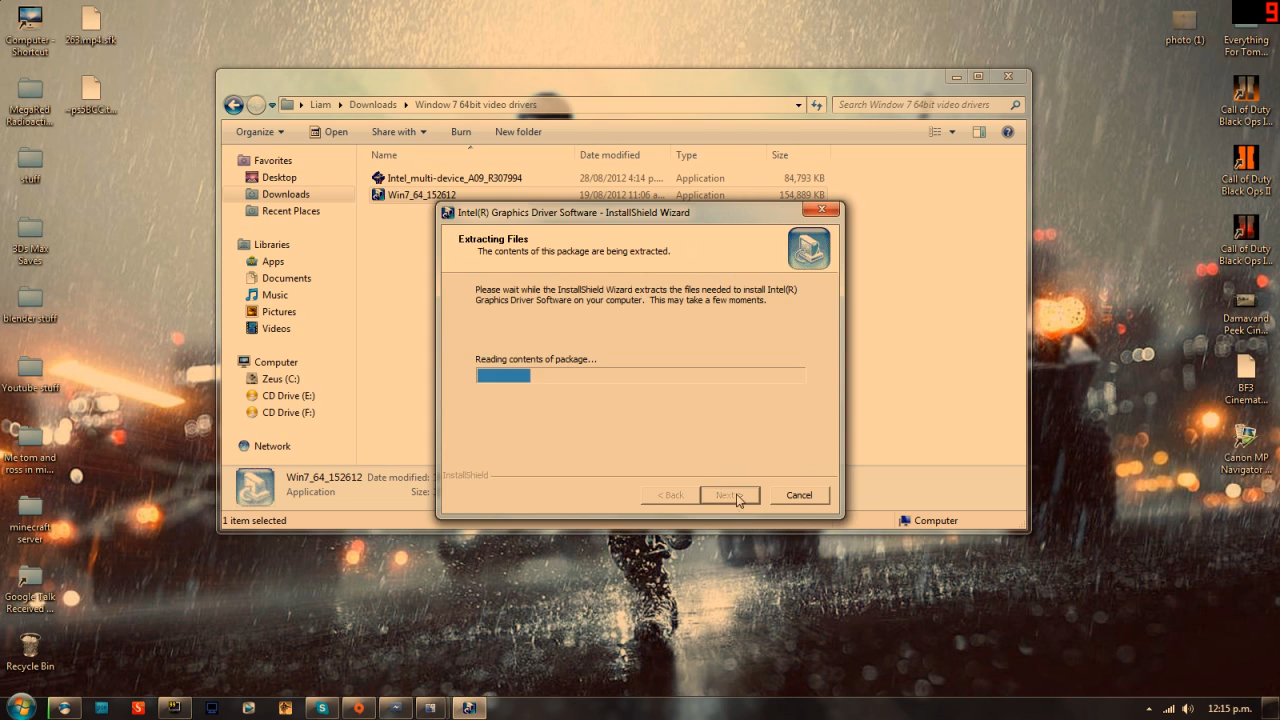 Computer - Shortcut
263.mp4.sfk
MegaRed Radioacti...
~ps5BCC.t...
stuff
3Ds Max Saves
blender stuff
Youtube stuff
Me tom and ross in mi...
minecraft server
Google Talk Received ...
Recycle Bin
photo (1)
Everything For Tom...
9
Call of Duty Black Ops I...
Call of Duty Black Ops II
Call of Duty Black Ops I...
Damavand Peek Cin...
BF3 Cinemat...
Canon MP Navigator ...
Liam
Downloads
Window 7 64bit video drivers
Search Window 7 64bit video drivers
Organize
Open
Share with
Burn
New folder
Favorites
Desktop
Downloads
Recent Places
Libraries
Apps
Documents
Music
Pictures
Videos
Computer
Zeus (C:)
CD Drive (E:)
CD Drive (F:)
Network
Name Date modified Type Size
Intel_multi-device_A09_R307994 28/08/2012 4:14 p.... Application 84,793 KB
Win7_64_152612 19/08/2012 11:06 a... Application 154,889 KB
Intel(R) Graphics Driver Software - InstallShield Wizard
Extracting Files
The contents of this package are being extracted.
Please wait while the InstallShield Wizard extracts the files needed to install Intel(R)
Graphics Driver Software on your computer. This may take a few moments.
Reading contents of package...
InstallShield
< Back
Next
Cancel
Win7_64_152612 Date modified:
Application Size:
1 item selected
Computer
12:15 p.m.